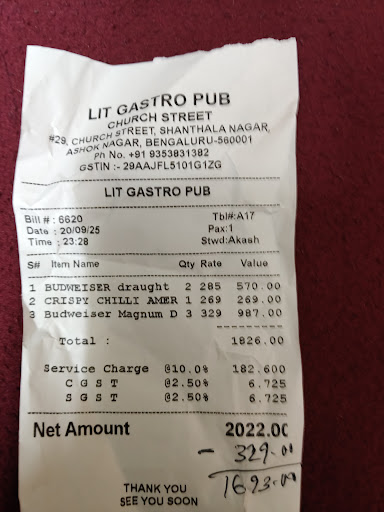 LIT GASTRO PUB
CHURCH STREET
#29, CHURCH STREET, SHANTHALA NAGAR,
ASHOK NAGAR, BENGALURU-560001
Ph No. +91 9353831382
GSTIN :- 29AAJFL5101G1ZG
LIT GASTRO PUB
Bill # : 6620 Tbl#:A17
Date : 20/09/25 Pax:1
Time : 23:28 Stwd:Akash
S# Item Name Qty Rate Value
1 BUDWEISER draught 2 285 570.00
2 CRISPY CHILLI AMER 1 269 269.00
3 Budweiser Magnum D 3 329 987.00
Total : 1826.00
Service Charge @10.0% 182.600
C G S T @2.50% 6.725
S G S T @2.50% 6.725
Net Amount 2022.00
- 329.00
1693.00
THANK YOU
SEE YOU SOON